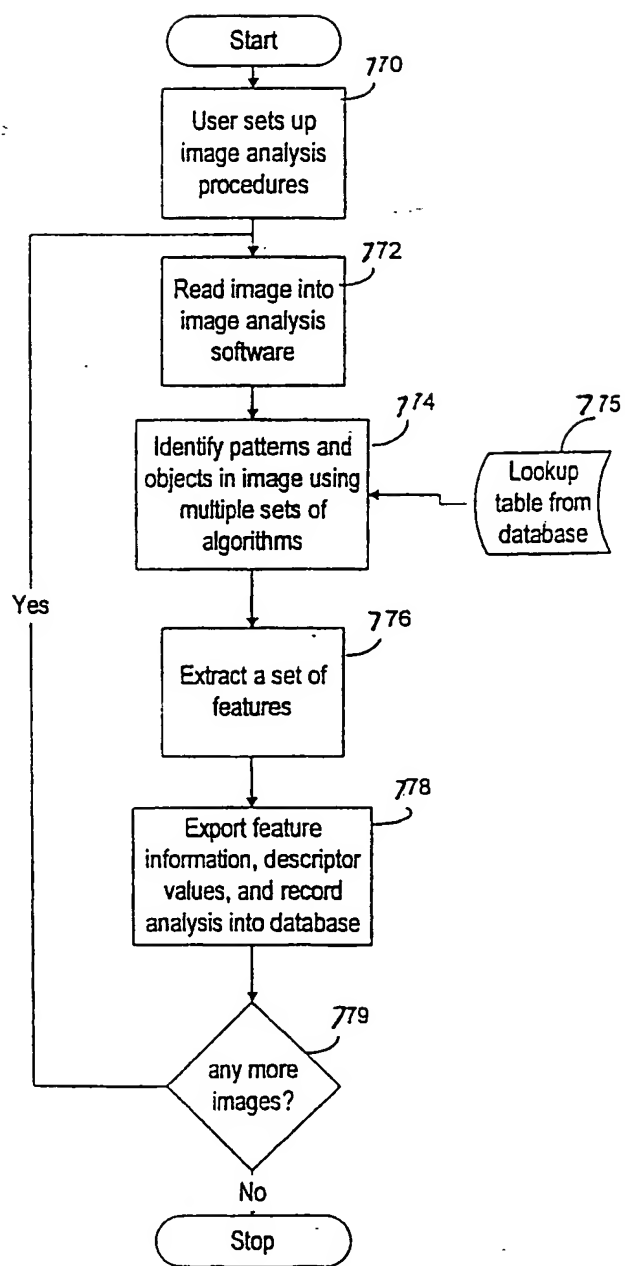 Start
770
User sets up
image analysis
procedures
772
Read image into
image analysis
software
774
775
Identify patterns and
objects in image using
multiple sets of
algorithms
Lookup
table from
database
Yes
776
Extract a set of
features
778
Export feature
information, descriptor
values, and record
analysis into database
779
any more
images?
No
Stop